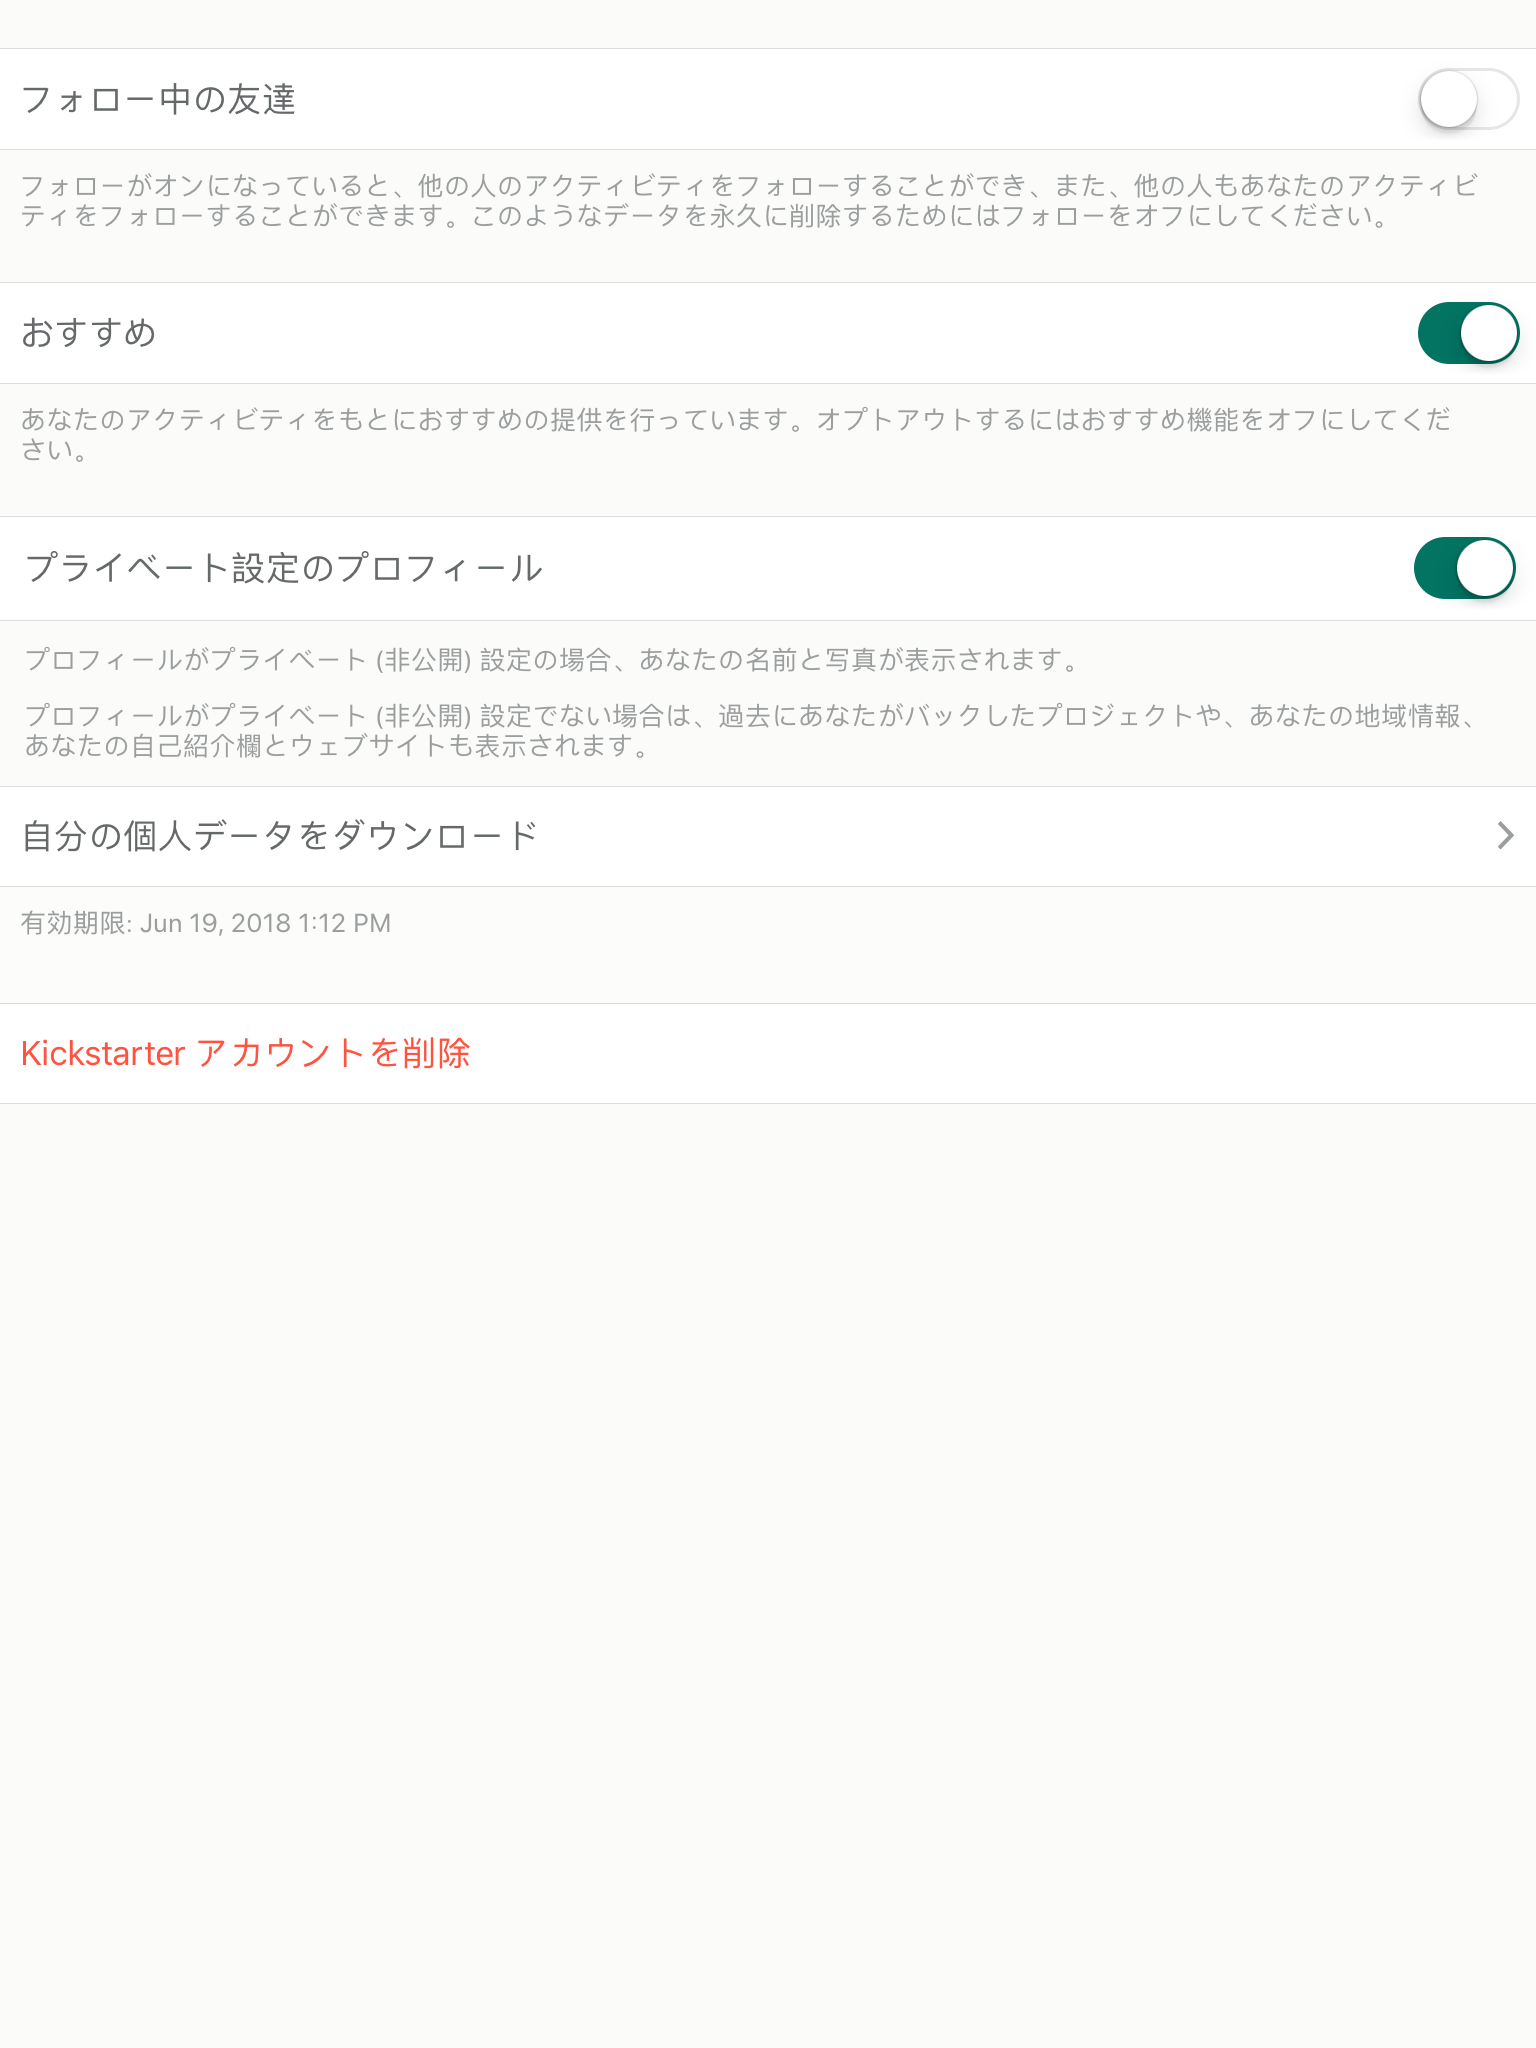 フォロー中の友達
フォローがオンになっていると、他の人のアクティビティをフォローすることができ、また、他の人もあなたのアクティビ
ティをフォローすることができます。このようなデータを永久に削除するためにはフォローをオフにしてください。
おすすめ
あなたのアクティビティをもとにおすすめの提供を行っています。オプトアウトするにはおすすめ機能をオフにしてくだ
さい。
プライベート設定のプロフィール
プロフィールがプライベート (非公開) 設定の場合、あなたの名前と写真が表示されます。
プロフィールがプライベート (非公開) 設定でない場合は、過去にあなたがバックしたプロジェクトや、あなたの地域情報、
あなたの自己紹介欄とウェブサイトも表示されます。
自分の個人データをダウンロード
有効期限: Jun 19, 2018 1:12 PM
Kickstarter アカウントを削除